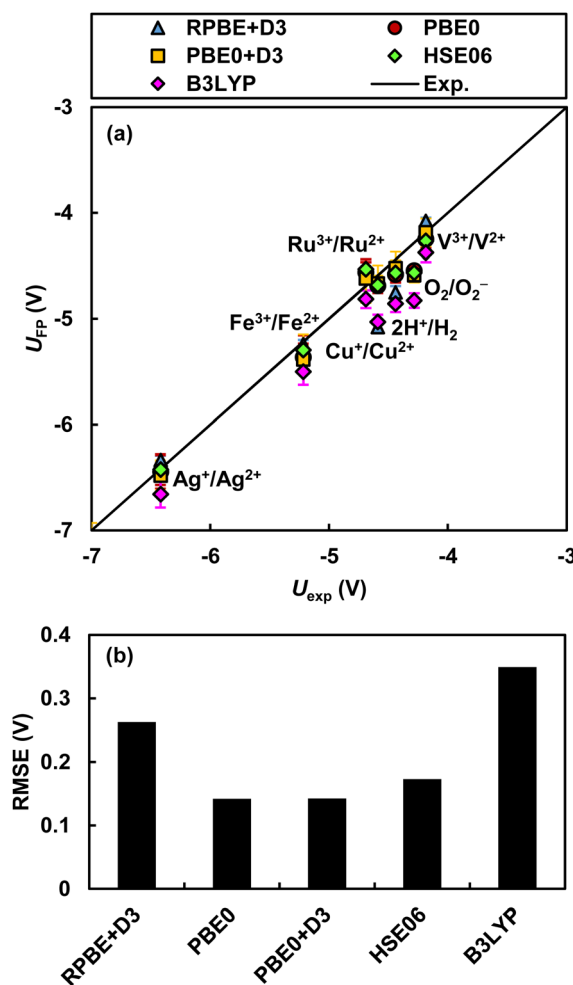 RPBE+D3 PBE0
PBE0+D3 HSE06
B3LYP Exp.
-3
(a)
-4
Ru³⁺/Ru²⁺ V³⁺/V²⁺
O₂/O₂⁻
U_FP (V)
-5
Fe³⁺/Fe²⁺ 2H⁺/H₂
Cu⁺/Cu²⁺
-6
Ag⁺/Ag²⁺
-7
-7 -6 -5 -4 -3
U_exp (V)
0.4
(b)
0.3
RMSE (V)
0.2
0.1
0
RPBE+D3 PBE0 PBE0+D3 HSE06 B3LYP